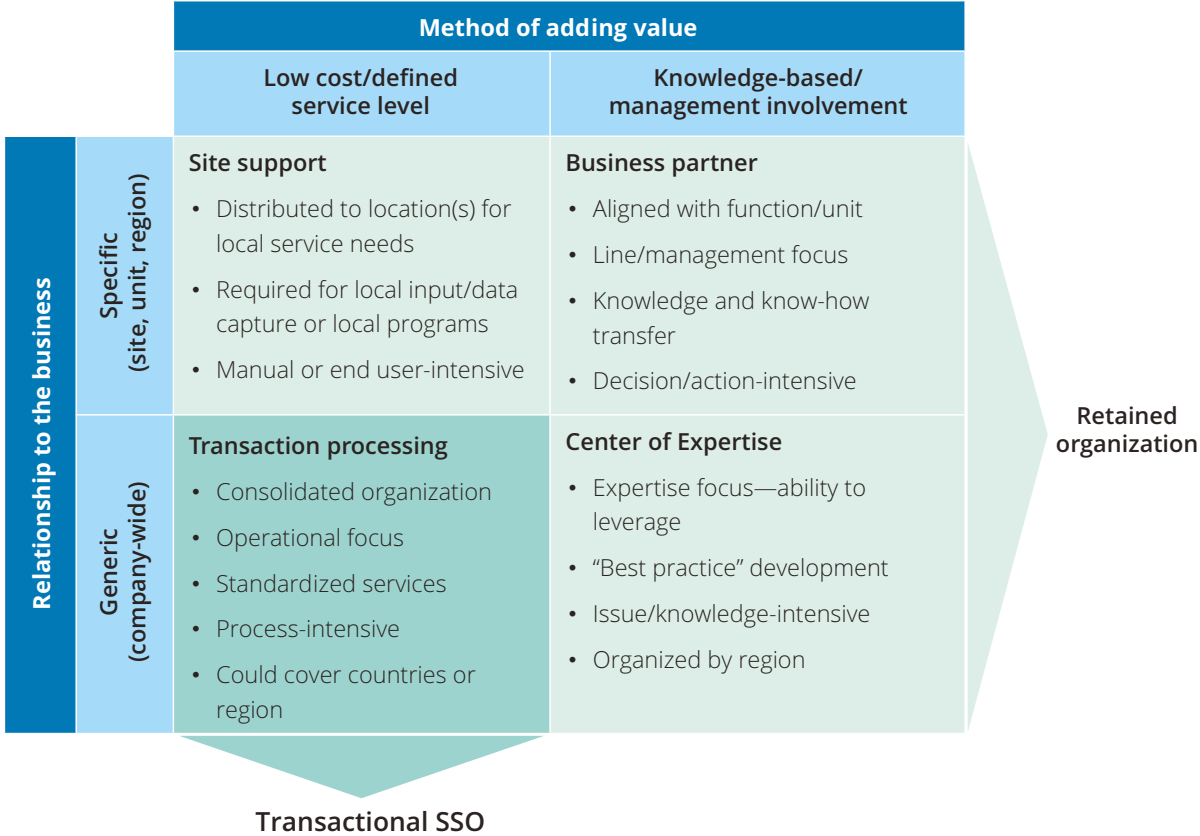 Method of adding value
Low cost/defined
service level
Knowledge-based/
management involvement
Relationship to the business
Specific
(site, unit, region)
Site support
• Distributed to location(s) for
local service needs
• Required for local input/data
capture or local programs
• Manual or end user-intensive
Business partner
• Aligned with function/unit
• Line/management focus
• Knowledge and know-how
transfer
• Decision/action-intensive
Generic
(company-wide)
Transaction processing
• Consolidated organization
• Operational focus
• Standardized services
• Process-intensive
• Could cover countries or
region
Center of Expertise
• Expertise focus—ability to
leverage
• “Best practice” development
• Issue/knowledge-intensive
• Organized by region
Retained
organization
Transactional SSO